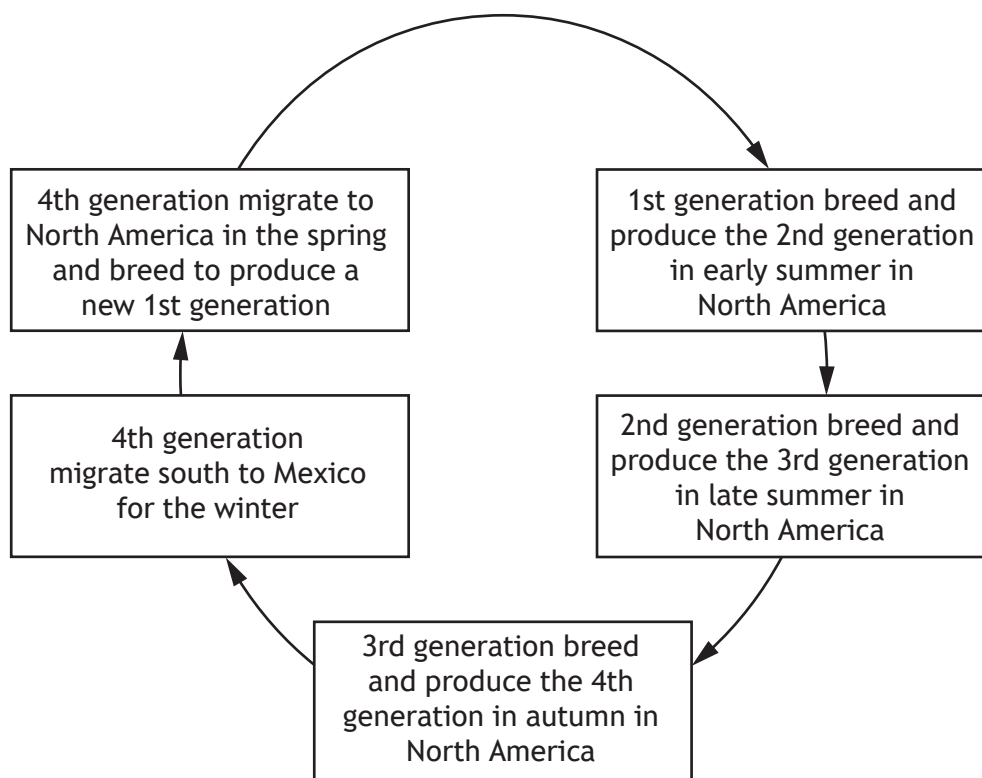 4th generation migrate to
North America in the spring
and breed to produce a
new 1st generation
1st generation breed and
produce the 2nd generation
in early summer in
North America
2nd generation breed and
produce the 3rd generation
in late summer in
North America
3rd generation breed
and produce the 4th
generation in autumn in
North America
4th generation
migrate south to Mexico
for the winter